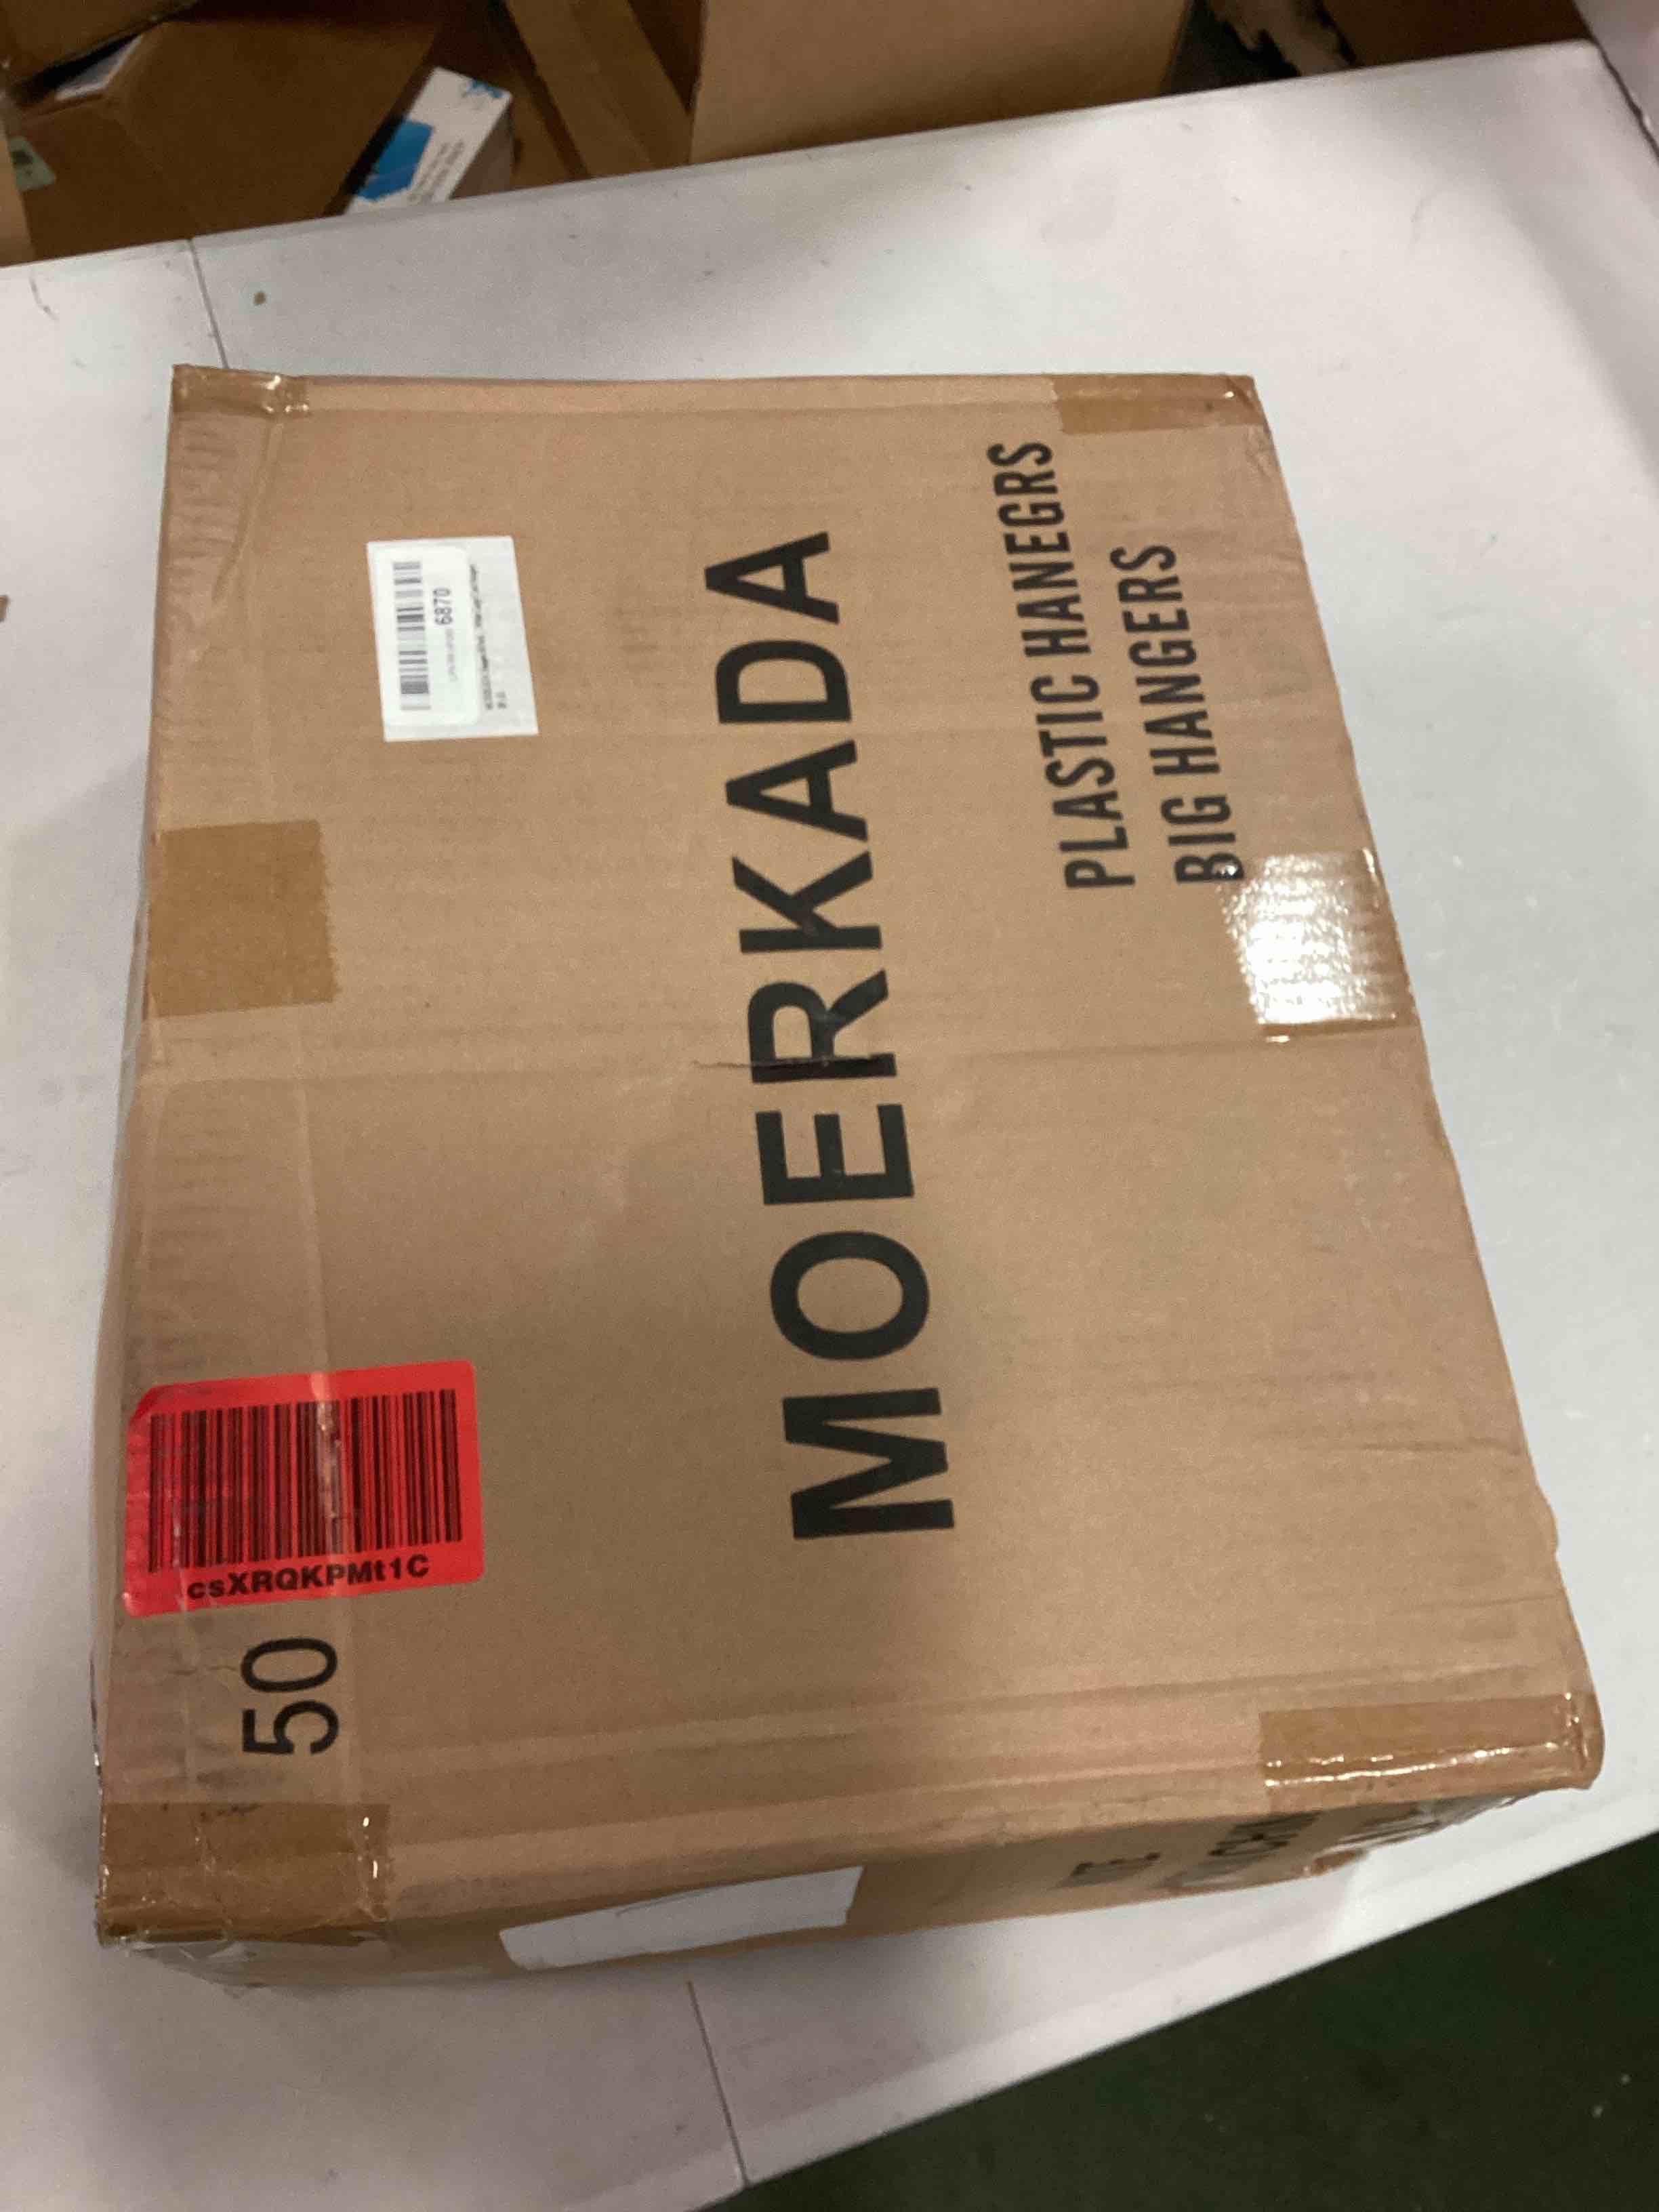 50
csXRQKPMt1C
6870
MOERKADA
PLASTIC HANEGRS
BIG HANGERS